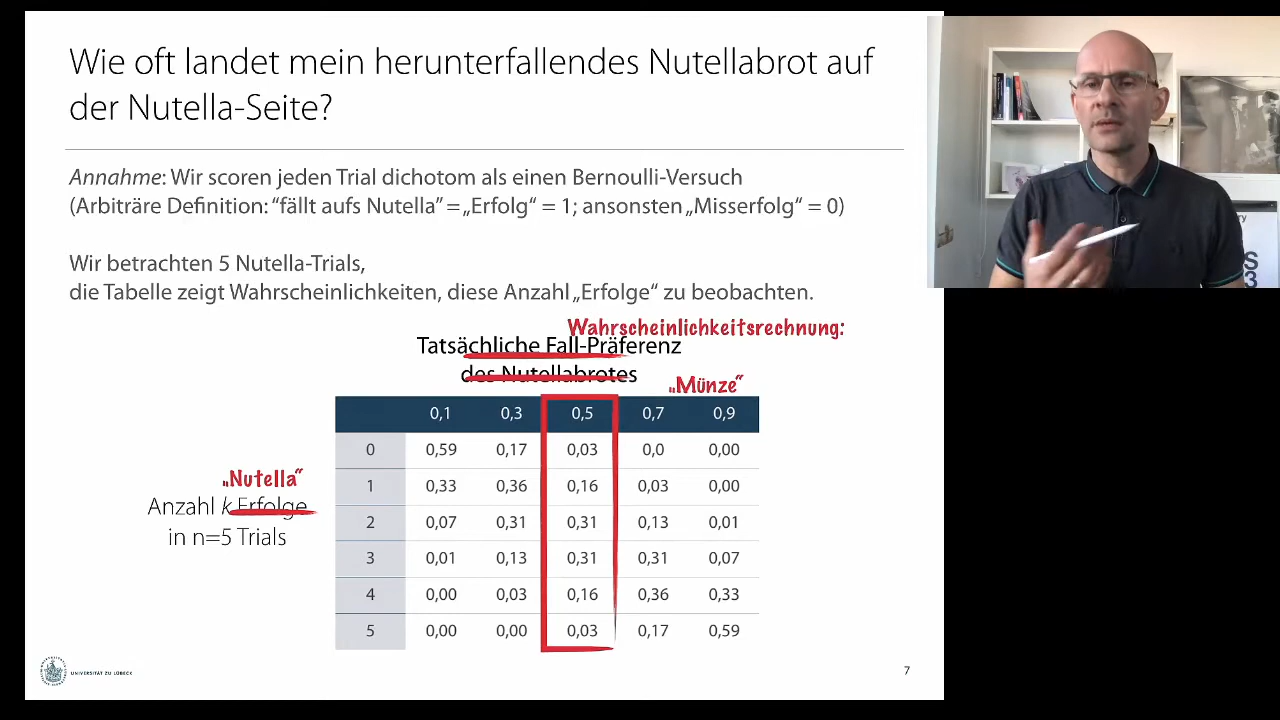 Wie oft landet mein herunterfallendes Nutellabrot auf
der Nutella-Seite?
Annahme: Wir scoren jeden Trial dichotom als einen Bernoulli-Versuch
(Arbiträre Definition: “fällt aufs Nutella” = „Erfolg“ = 1; ansonsten „Misserfolg“ = 0)
Wir betrachten 5 Nutella-Trials,
die Tabelle zeigt Wahrscheinlichkeiten, diese Anzahl „Erfolge“ zu beobachten.
Wahrscheinlichkeitsrechnung:
Tatsächliche Fall-Präferenz
des Nutellabrotes
„Münze“
0,1 0,3 0,5 0,7 0,9
0 0,59 0,17 0,03 0,0 0,00
1 0,33 0,36 0,16 0,03 0,00
2 0,07 0,31 0,31 0,13 0,01
3 0,01 0,13 0,31 0,31 0,07
4 0,00 0,03 0,16 0,36 0,33
5 0,00 0,00 0,03 0,17 0,59
„Nutella“
Anzahl k Erfolge
in n=5 Trials
UNIVERSITÄT ZU LÜBECK
7